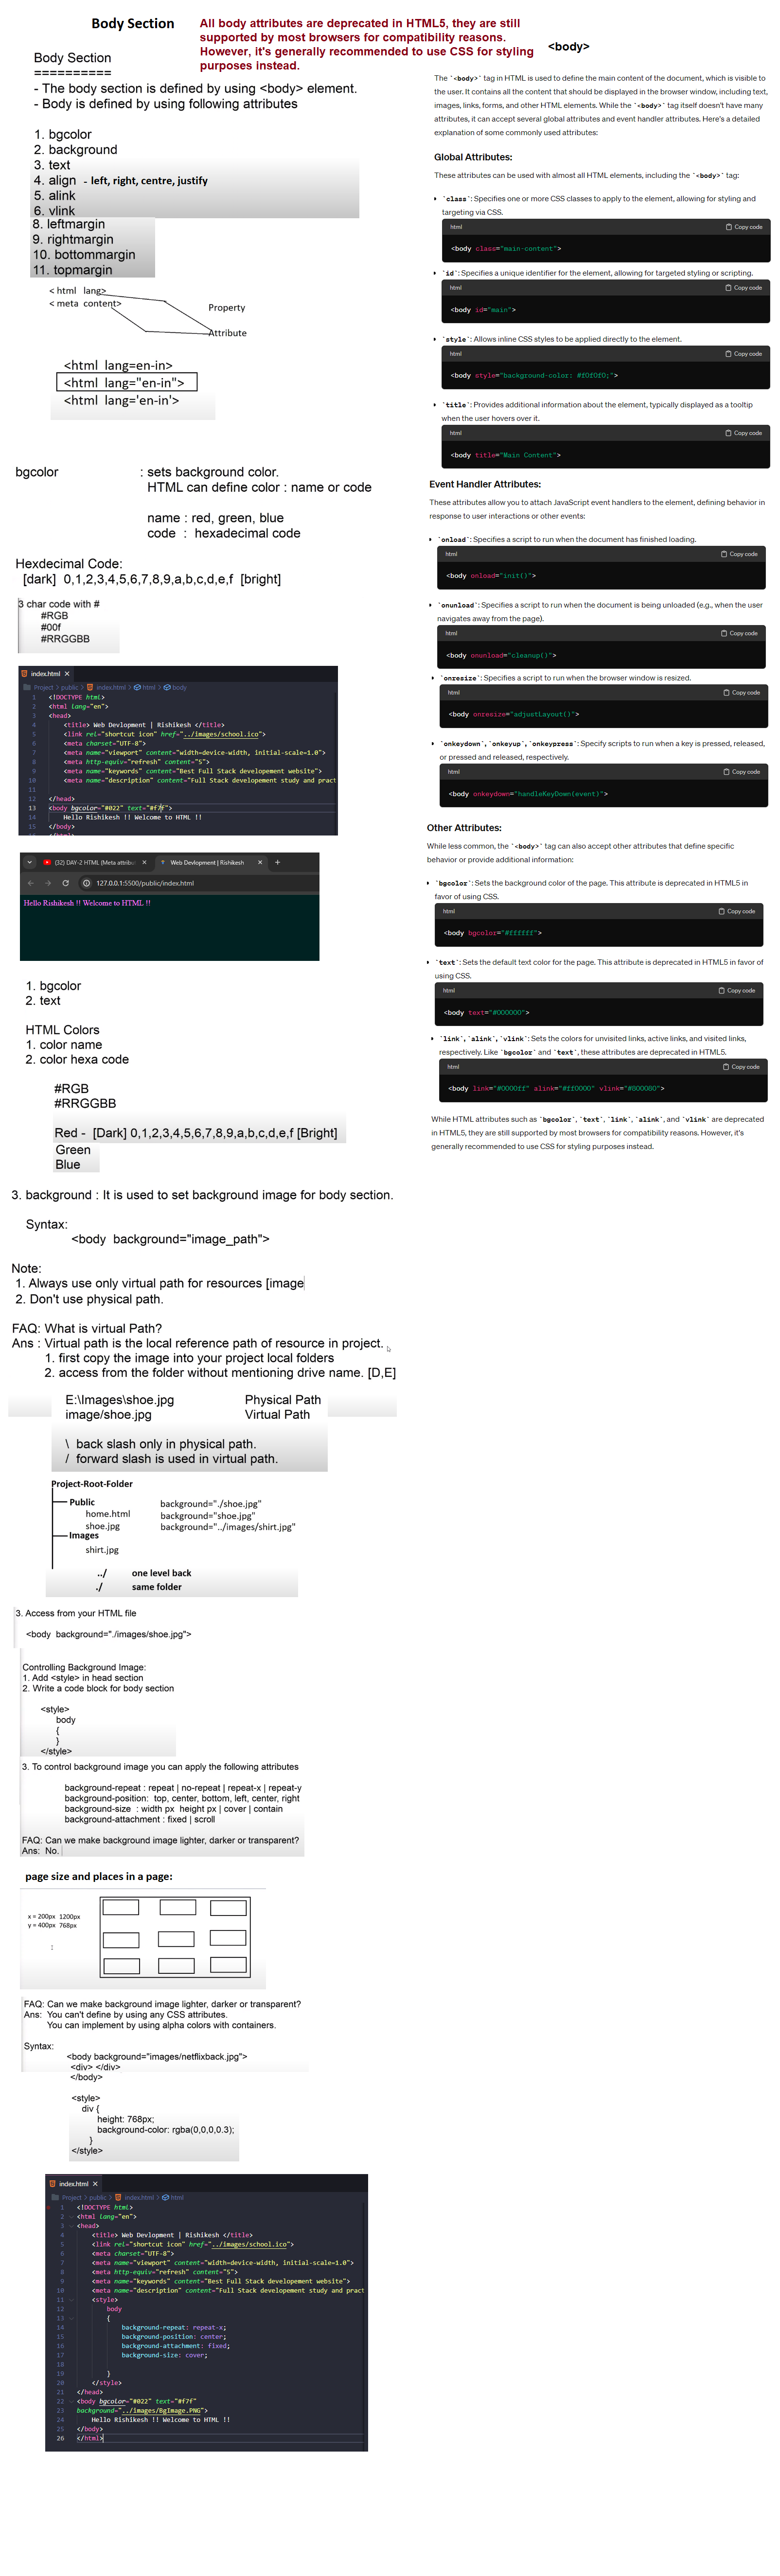 Body Section
All body attributes are deprecated in HTML5, they are still
supported by most browsers for compatibility reasons.
However, it's generally recommended to use CSS for styling
purposes instead.
Body Section
==========
- The body section is defined by using <body> element.
- Body is defined by using following attributes
1. bgcolor
2. background
3. text
4. align - left, right, centre, justify
5. alink
6. vlink
8. leftmargin
9. rightmargin
10. bottommargin
11. topmargin
< html lang>
< meta content>
Property
Attribute
<html lang=en-in>
<html lang="en-in">
<html lang='en-in'>
bgcolor : sets background color.
HTML can define color : name or code
name : red, green, blue
code : hexadecimal code
Hexdecimal Code:
[dark] 0,1,2,3,4,5,6,7,8,9,a,b,c,d,e,f [bright]
3 char code with #
#RGB
#00f
#RRGGBB
index.html ×
Project > public > index.html > html > body
1 <!DOCTYPE html>
2 <html lang="en">
3 <head>
4 <title> Web Devlopment | Rishikesh </title>
5 <link rel="shortcut icon" href="../images/school.ico">
6 <meta charset="UTF-8">
7 <meta name="viewport" content="width=device-width, initial-scale=1.0">
8 <meta http-equiv="refresh" content="5">
9 <meta name="keywords" content="Best Full Stack developement website">
10 <meta name="description" content="Full Stack developement study and pract
11
12 </head>
13 <body bgcolor="#022" text="#f7f">
14 Hello Rishikesh !! Welcome to HTML !!
15 </body>
(32) DAY-2 HTML (Meta attribu × Web Devlopment | Rishikesh × +
127.0.0.1:5500/public/index.html
Hello Rishikesh !! Welcome to HTML !!
1. bgcolor
2. text
HTML Colors
1. color name
2. color hexa code
#RGB
#RRGGBB
Red - [Dark] 0,1,2,3,4,5,6,7,8,9,a,b,c,d,e,f [Bright]
Green
Blue
3. background : It is used to set background image for body section.
Syntax:
<body background="image_path">
Note:
1. Always use only virtual path for resources [image
2. Don't use physical path.
FAQ: What is virtual Path?
Ans : Virtual path is the local reference path of resource in project.
1. first copy the image into your project local folders
2. access from the folder without mentioning drive name. [D,E]
E:\Images\shoe.jpg Physical Path
image/shoe.jpg Virtual Path
\ back slash only in physical path.
/ forward slash is used in virtual path.
Project-Root-Folder
Public background="./shoe.jpg"
home.html background="shoe.jpg"
shoe.jpg background="../images/shirt.jpg"
Images
shirt.jpg
../ one level back
./ same folder
3. Access from your HTML file
<body background="./images/shoe.jpg">
Controlling Background Image:
1. Add <style> in head section
2. Write a code block for body section
<style>
body
{
}
</style>
3. To control background image you can apply the following attributes
background-repeat : repeat | no-repeat | repeat-x | repeat-y
background-position: top, center, bottom, left, center, right
background-size : width px height px | cover | contain
background-attachment : fixed | scroll
FAQ: Can we make background image lighter, darker or transparent?
Ans: No.
page size and places in a page:
x = 200px 1200px
y = 400px 768px
FAQ: Can we make background image lighter, darker or transparent?
Ans: You can't define by using any CSS attributes.
You can implement by using alpha colors with containers.
Syntax:
<body background="images/netflixback.jpg">
<div> </div>
</body>
<style>
div {
height: 768px;
background-color: rgba(0,0,0,0.3);
}
</style>
index.html ×
Project > public > index.html > html
1 <!DOCTYPE html>
2 <html lang="en">
3 <head>
4 <title> Web Devlopment | Rishikesh </title>
5 <link rel="shortcut icon" href="../images/school.ico">
6 <meta charset="UTF-8">
7 <meta name="viewport" content="width=device-width, initial-scale=1.0">
8 <meta http-equiv="refresh" content="5">
9 <meta name="keywords" content="Best Full Stack developement website">
10 <meta name="description" content="Full Stack developement study and pract
11 <style>
12 body
13 {
14 background-repeat: repeat-x;
15 background-position: center;
16 background-attachment: fixed;
17 background-size: cover;
18
19 }
20 </style>
21 </head>
22 <body bgcolor="#022" text="#f7f"
23 background="../images/BgImage.PNG">
24 Hello Rishikesh !! Welcome to HTML !!
25 </body>
26 </html>
<body>
The `<body>` tag in HTML is used to define the main content of the document, which is visible to
the user. It contains all the content that should be displayed in the browser window, including text,
images, links, forms, and other HTML elements. While the `<body>` tag itself doesn't have many
attributes, it can accept several global attributes and event handler attributes. Here's a detailed
explanation of some commonly used attributes:
Global Attributes:
These attributes can be used with almost all HTML elements, including the `<body>` tag:
• `class`: Specifies one or more CSS classes to apply to the element, allowing for styling and
targeting via CSS.
html Copy code
<body class="main-content">
• `id`: Specifies a unique identifier for the element, allowing for targeted styling or scripting.
html Copy code
<body id="main">
• `style`: Allows inline CSS styles to be applied directly to the element.
html Copy code
<body style="background-color: #f0f0f0;">
• `title`: Provides additional information about the element, typically displayed as a tooltip
when the user hovers over it.
html Copy code
<body title="Main Content">
Event Handler Attributes:
These attributes allow you to attach JavaScript event handlers to the element, defining behavior in
response to user interactions or other events:
• `onload`: Specifies a script to run when the document has finished loading.
html Copy code
<body onload="init()">
• `onunload`: Specifies a script to run when the document is being unloaded (e.g., when the user
navigates away from the page).
html Copy code
<body onunload="cleanup()">
• `onresize`: Specifies a script to run when the browser window is resized.
html Copy code
<body onresize="adjustLayout()">
• `onkeydown`, `onkeyup`, `onkeypress`: Specify scripts to run when a key is pressed, released,
or pressed and released, respectively.
html Copy code
<body onkeydown="handleKeyDown(event)">
Other Attributes:
While less common, the `<body>` tag can also accept other attributes that define specific
behavior or provide additional information:
• `bgcolor`: Sets the background color of the page. This attribute is deprecated in HTML5 in
favor of using CSS.
html Copy code
<body bgcolor="#ffffff">
• `text`: Sets the default text color for the page. This attribute is deprecated in HTML5 in favor of
using CSS.
html Copy code
<body text="#000000">
• `link`, `alink`, `vlink`: Sets the colors for unvisited links, active links, and visited links,
respectively. Like `bgcolor` and `text`, these attributes are deprecated in HTML5.
html Copy code
<body link="#0000ff" alink="#ff0000" vlink="#800080">
While HTML attributes such as `bgcolor`, `text`, `link`, `alink`, and `vlink` are deprecated
in HTML5, they are still supported by most browsers for compatibility reasons. However, it's
generally recommended to use CSS for styling purposes instead.